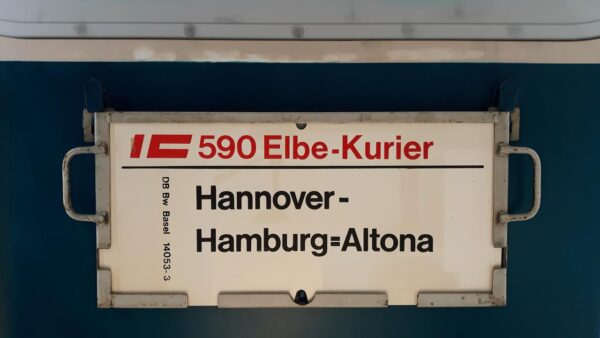 IC 590 Elbe-Kurier
Hannover-
Hamburg=Altona
DB Bw Basel 14053-3